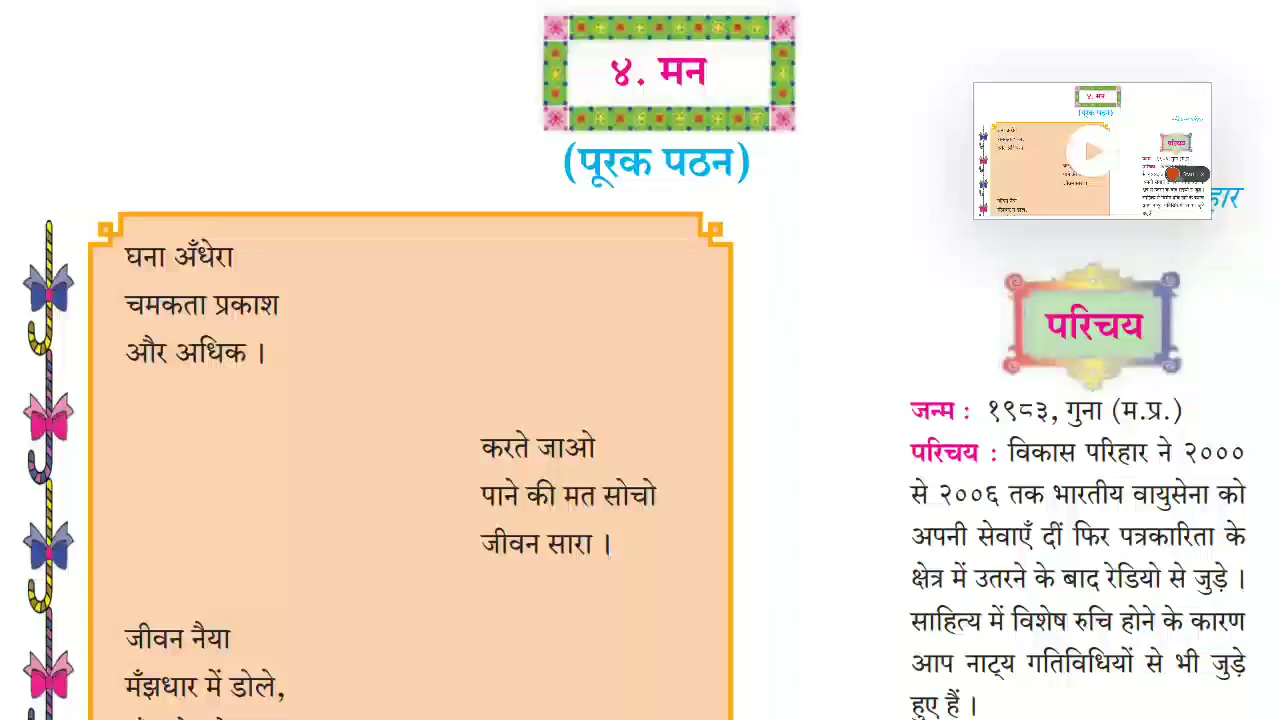 ४. मन
(पूरक पठन)
घना अँधेरा
चमकता प्रकाश
और अधिक ।
करते जाओ
पाने की मत सोचो
जीवन सारा ।
जीवन नैया
मँझधार में डोले,
परिचय
जन्म : १९८३, गुना (म.प्र.)
परिचय : विकास परिहार ने २०००
से २००६ तक भारतीय वायुसेना को
अपनी सेवाएँ दीं फिर पत्रकारिता के
क्षेत्र में उतरने के बाद रेडियो से जुड़े ।
साहित्य में विशेष रुचि होने के कारण
आप नाट्य गतिविधियों से भी जुड़े
हुए हैं ।